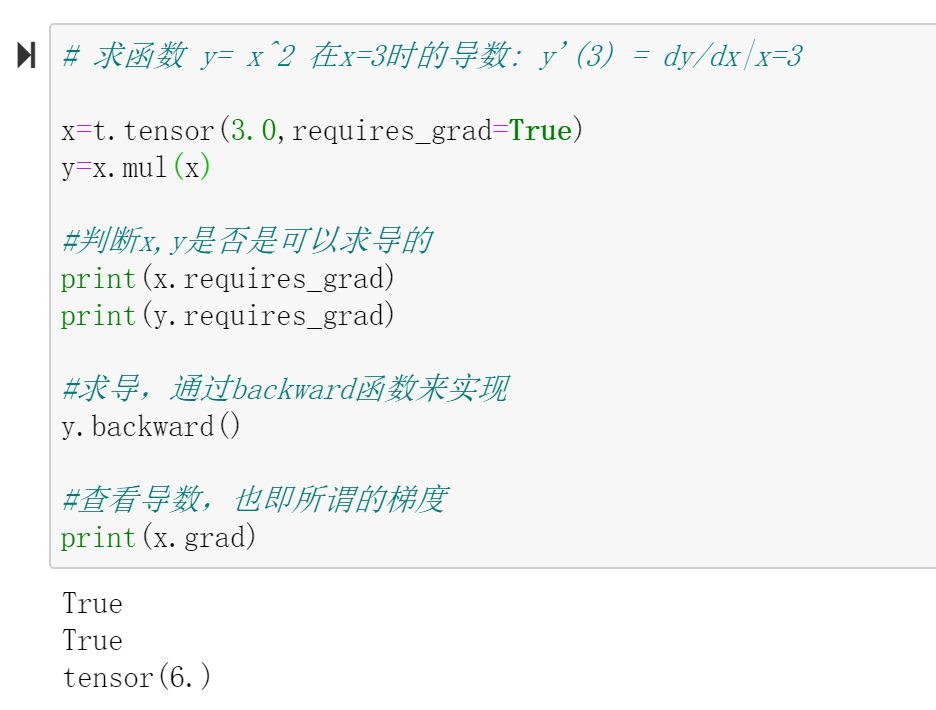 # 求函数 y= x^2 在x=3时的导数: y’(3) = dy/dx|x=3
x=t.tensor(3.0,requires_grad=True)
y=x.mul(x)
#判断x,y是否是可以求导的
print(x.requires_grad)
print(y.requires_grad)
#求导，通过backward函数来实现
y.backward()
#查看导数，也即所谓的梯度
print(x.grad)
True
True
tensor(6.)